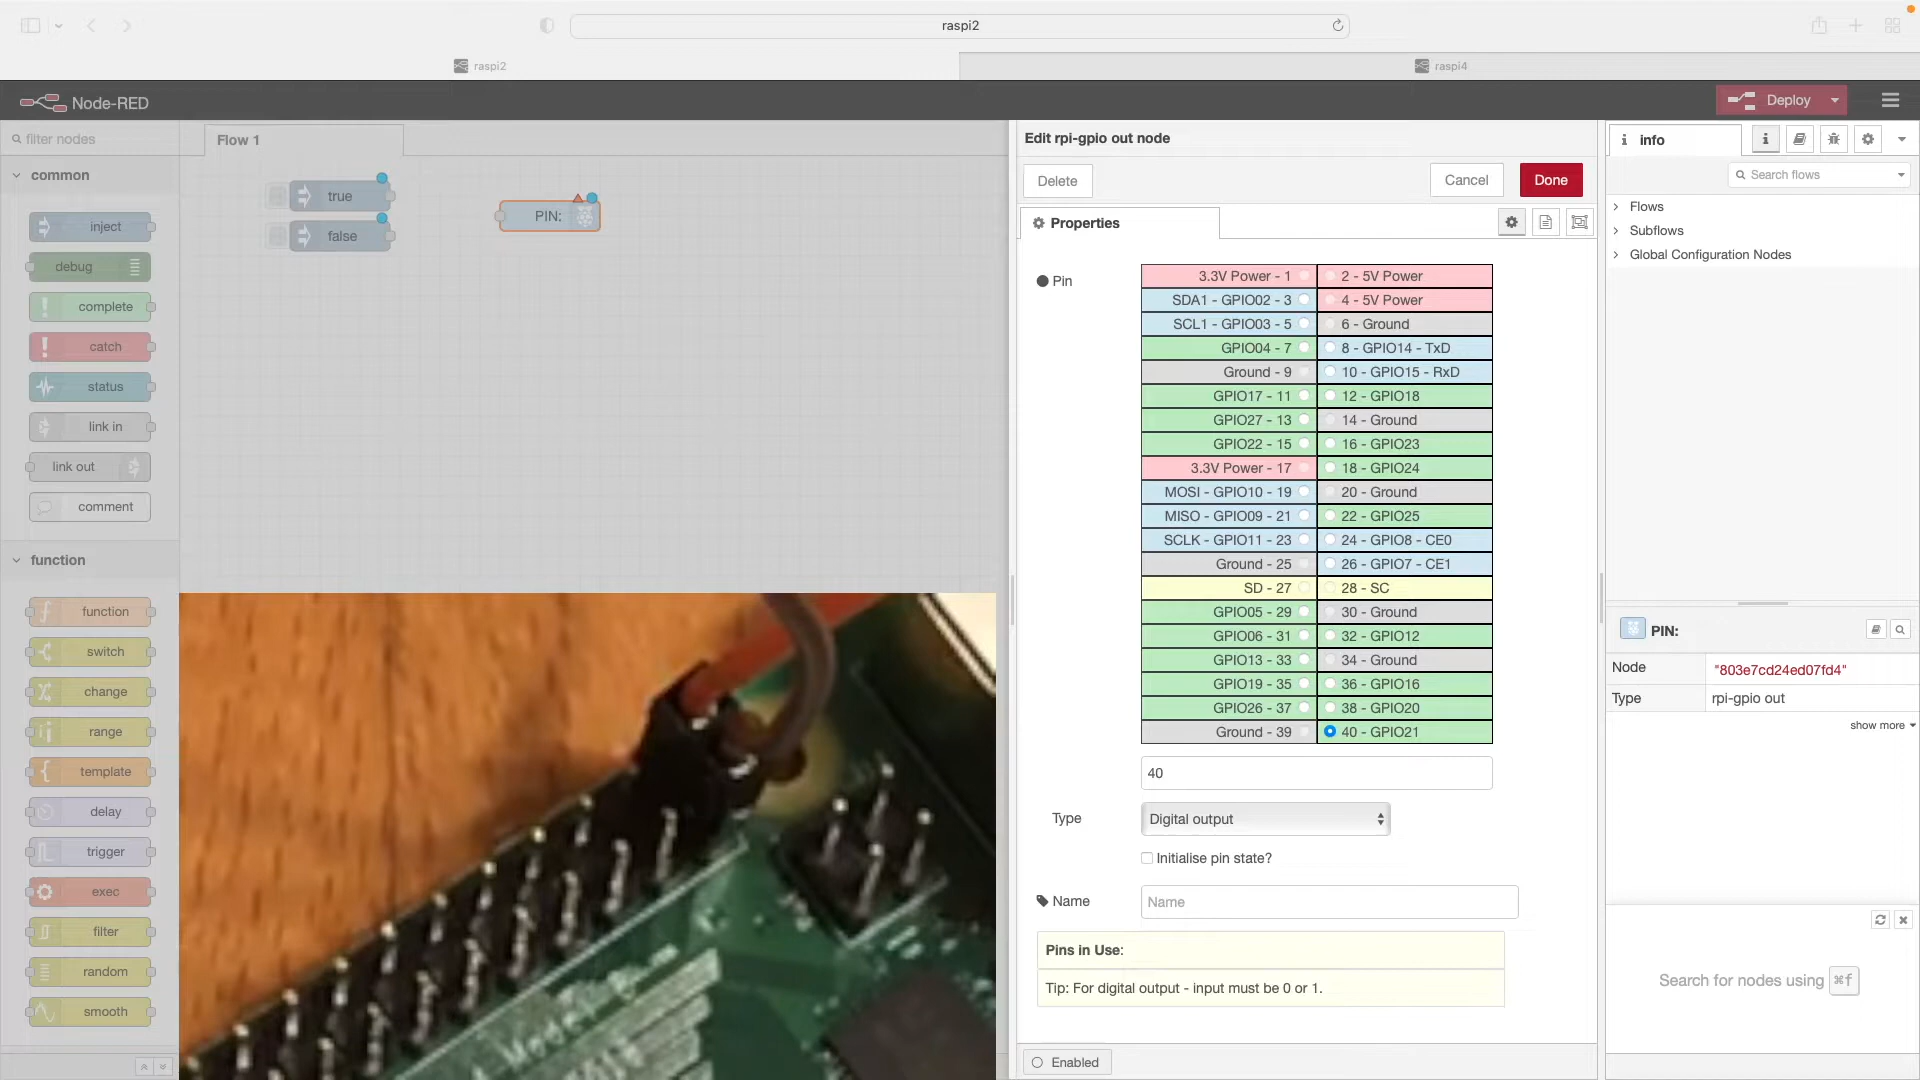 raspi2
raspi2
raspi4
Node-RED
Deploy
filter nodes
Flow 1
common
inject
debug
complete
catch
status
link in
link out
comment
function
function
switch
change
range
template
delay
trigger
exec
filter
random
smooth
true
false
PIN:
Edit rpi-gpio out node
Delete
Cancel
Done
Properties
Pin
3.3V Power - 1
2 - 5V Power
SDA1 - GPIO02 - 3
4 - 5V Power
SCL1 - GPIO03 - 5
6 - Ground
GPIO04 - 7
8 - GPIO14 - TxD
Ground - 9
10 - GPIO15 - RxD
GPIO17 - 11
12 - GPIO18
GPIO27 - 13
14 - Ground
GPIO22 - 15
16 - GPIO23
3.3V Power - 17
18 - GPIO24
MOSI - GPIO10 - 19
20 - Ground
MISO - GPIO09 - 21
22 - GPIO25
SCLK - GPIO11 - 23
24 - GPIO8 - CE0
Ground - 25
26 - GPIO7 - CE1
SD - 27
28 - SC
GPIO05 - 29
30 - Ground
GPIO06 - 31
32 - GPIO12
GPIO13 - 33
34 - Ground
GPIO19 - 35
36 - GPIO16
GPIO26 - 37
38 - GPIO20
Ground - 39
40 - GPIO21
40
Type
Digital output
Initialise pin state?
Name
Name
Pins in Use:
Tip: For digital output - input must be 0 or 1.
Enabled
info
Search flows
Flows
Subflows
Global Configuration Nodes
PIN:
Node
"803e7cd24ed07fd4"
Type
rpi-gpio out
show more
Search for nodes using ⌘f